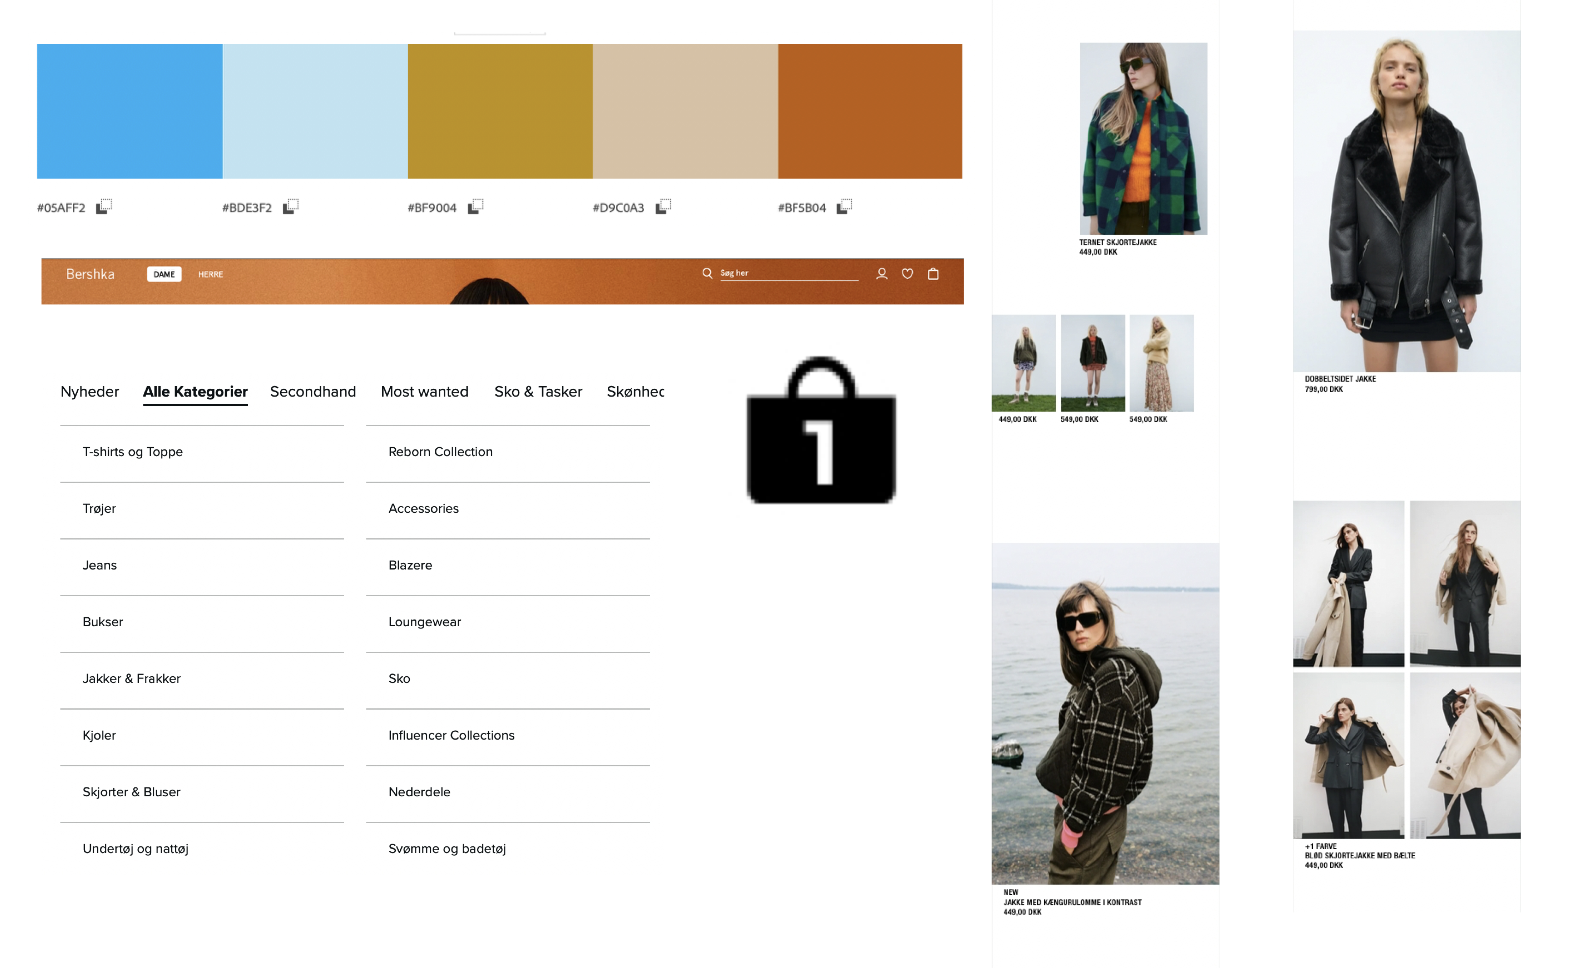 #05AFF2
#BDE3F2
#BF9004
#D9C0A3
#BF5B04
Bershka
DAME
HERRE
Søg her
Nyheder
Alle Kategorier
Secondhand
Most wanted
Sko & Tasker
Skønhed
T-shirts og Toppe
Trøjer
Jeans
Bukser
Jakker & Frakker
Kjoler
Skjorter & Bluser
Undertøj og nattøj
Reborn Collection
Accessories
Blazere
Loungewear
Sko
Influencer Collections
Nederdele
Svømme og badetøj
1
TERNET SKJORTEJAKKE
449,00 DKK
449,00 DKK
549,00 DKK
549,00 DKK
NEW
JAKKE MED KÆNGURULOMME I KONTRAST
449,00 DKK
DOBBELTSIDET JAKKE
799,00 DKK
+1 FARVE
BLØD SKJORTEJAKKE MED BÆLTE
449,00 DKK